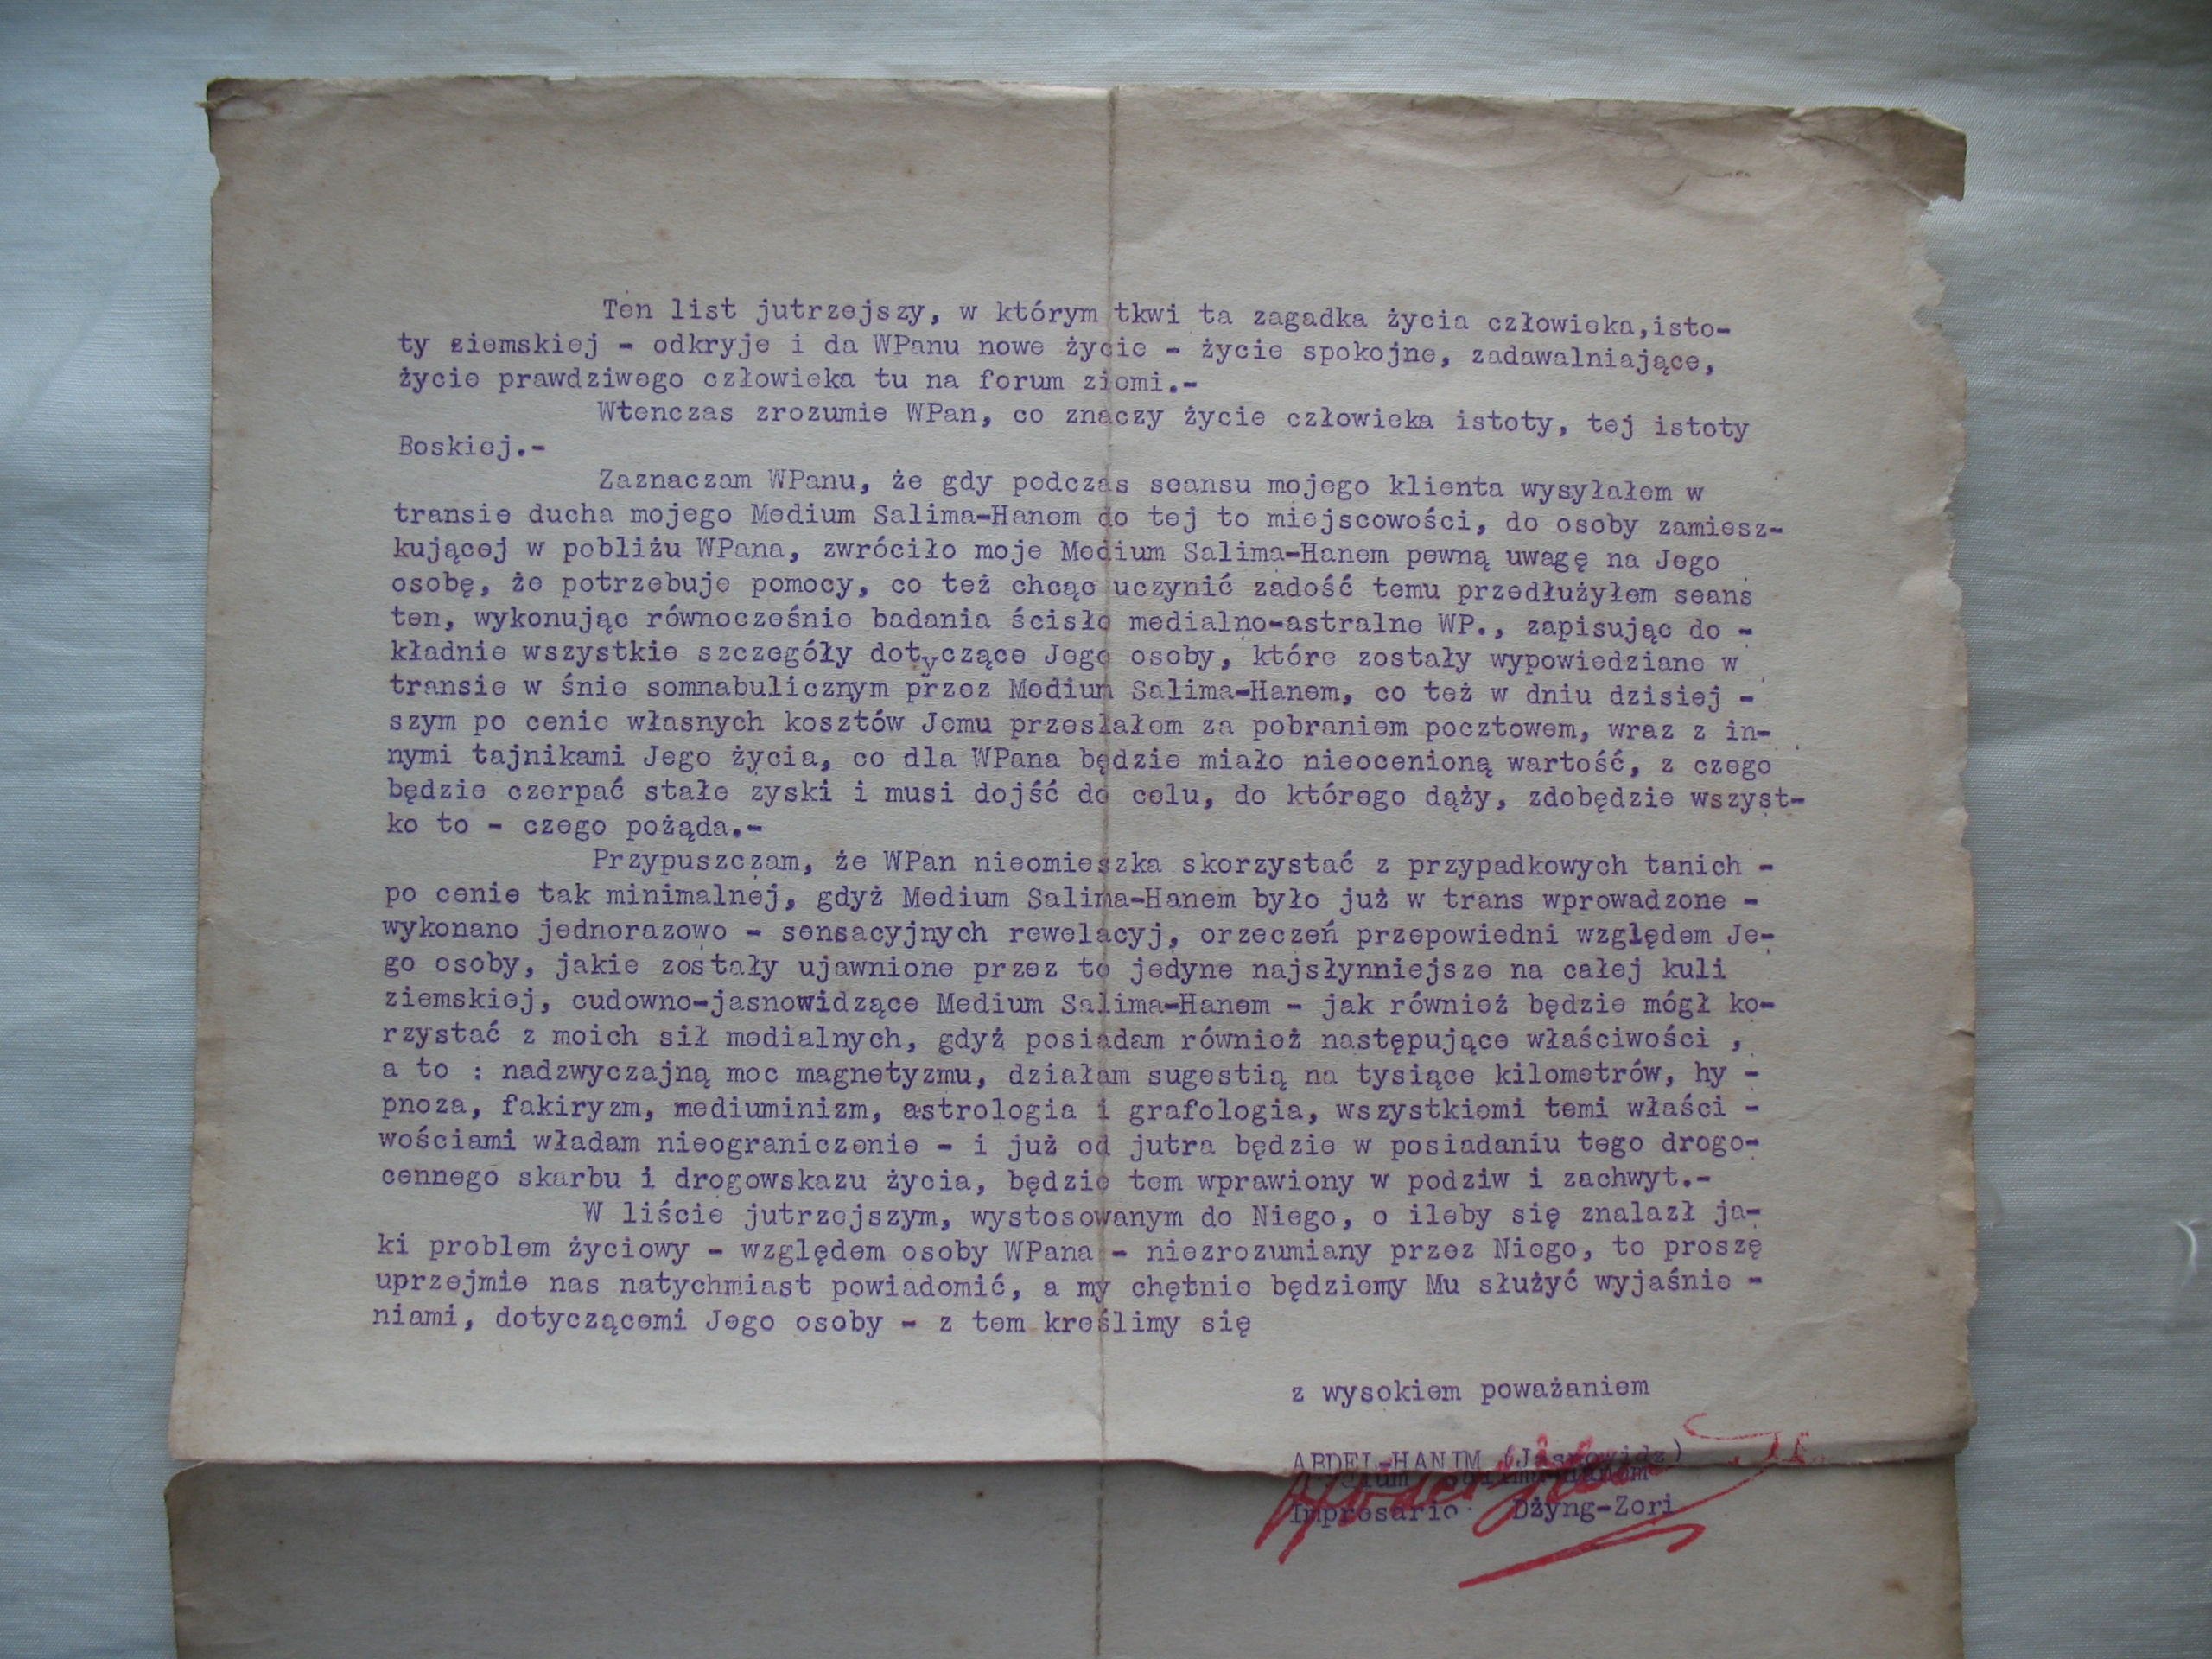 Ten list jutrzejszy, w którym tkwi ta zagadka życia człowieka,isto-
ty ziemskiej - odkryje i da WPanu nowe życie - życie spokojne, zadawalniające,
życie prawdziwego człowieka tu na forum ziemi.-
Wtenczas zrozumie WPan, co znaczy życie człowieka istoty, tej istoty
Boskiej.-
Zaznaczam WPanu, że gdy podczas seansu mojego klienta wysyłałem w
transie ducha mojego Medium Salima-Hanem do tej to miejscowości, do osoby zamiesz-
kującej w pobliżu WPana, zwróciło moje Medium Salima-Hanem pewną uwagę na Jego
osobę, że potrzebuje pomocy, co też chcąc uczynić zadość temu przedłużyłem seans
ten, wykonując równocześnie badania ściśle medialno-astralne WP., zapisując do -
kładnie wszystkie szczegóły dotyczące Jego osoby, które zostały wypowiedziane w
transie w śnie somnabulicznym przez Medium Salima-Hanem, co też w dniu dzisiej -
szym po cenie własnych kosztów Jemu przesłałem za pobraniem pocztowem, wraz z in-
nymi tajnikami Jego życia, co dla WPana będzie miało nieocenioną wartość, z czego
będzie czerpać stałe zyski i musi dojść do celu, do którego dąży, zdobędzie wszyst-
ko to - czego pożąda.-
Przypuszczam, że WPan nieomieszka skorzystać z przypadkowych tanich -
po cenie tak minimalnej, gdyż Medium Salima-Hanem było już w trans wprowadzone -
wykonano jednorazowo - sensacyjnych rewelacyj, orzeczeń przepowiedni względem Je-
go osoby, jakie zostały ujawnione przez to jedyne najsłynniejsze na całej kuli
ziemskiej, cudowno-jasnowidzące Medium Salima-Hanem - jak również będzie mógł ko-
rzystać z moich sił medialnych, gdyż posiadam również następujące właściwości ,
a to : nadzwyczajną moc magnetyzmu, działam sugestią na tysiące kilometrów, hy -
pnoza, fakiryzm, mediuminizm, astrologia i grafologia, wszystkiemi temi właści -
wościami władam nieograniczenie - i już od jutra będzie w posiadaniu tego drogo-
cennego skarbu i drogowskazu życia, będzie tem wprawiony w podziw i zachwyt.-
W liście jutrzejszym, wystosowanym do Niego, o ileby się znalazł ja-
ki problem życiowy - względem osoby WPana - niezrozumiany przez Niego, to proszę
uprzejmie nas natychmiast powiadomić, a my chętnie będziemy Mu służyć wyjaśnie -
niami, dotyczącemi Jego osoby - z tem kreślimy się
z wysokiem poważaniem
ABDEL-HANIM (Jasnowidz)
Impresario Dżyng-Zori